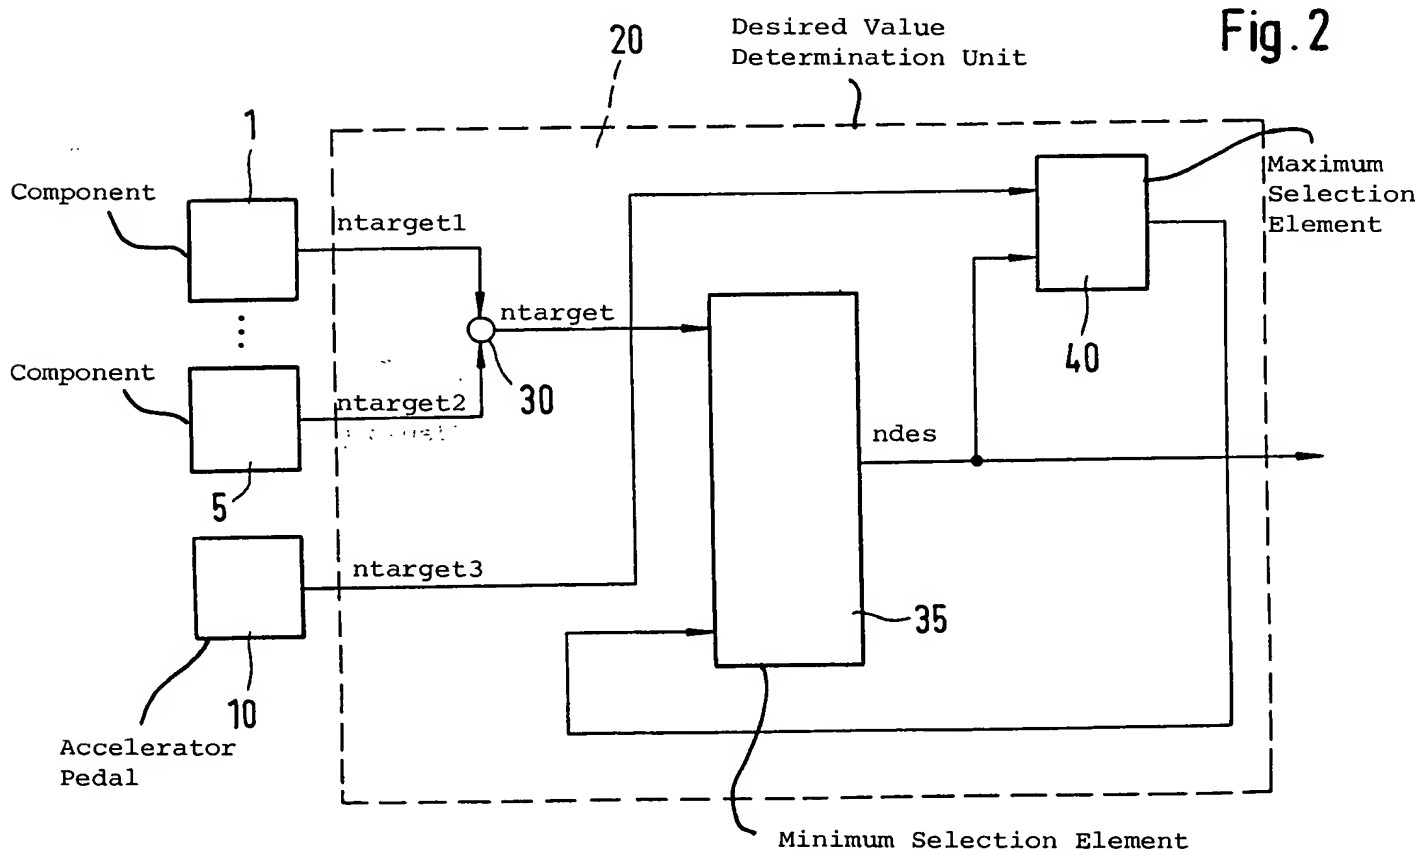 Fig. 2
Desired Value
Determination Unit
20
1
Component
ntarget1
Maximum
Selection
Element
ntarget
40
Component
30
ntarget2
ndes
5
ntarget3
35
10
Accelerator
Pedal
Minimum Selection Element